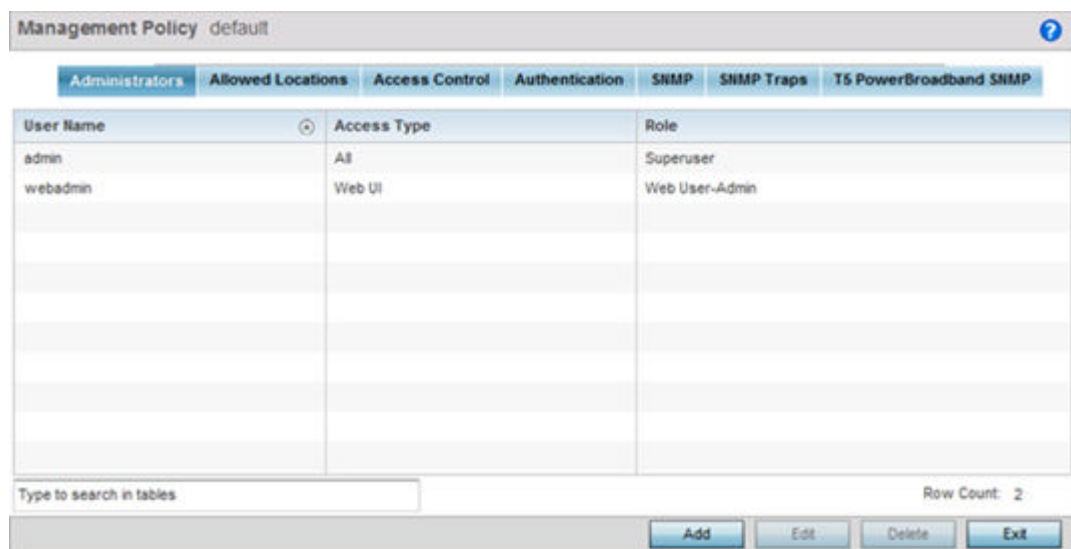 Management Policy default
?
Administrators Allowed Locations Access Control Authentication SNMP SNMP Traps T5 PowerBroadband SNMP
User Name Access Type Role
admin All Superuser
webadmin Web UI Web User-Admin
Type to search in tables Row Count: 2
Add Edit Delete Exit